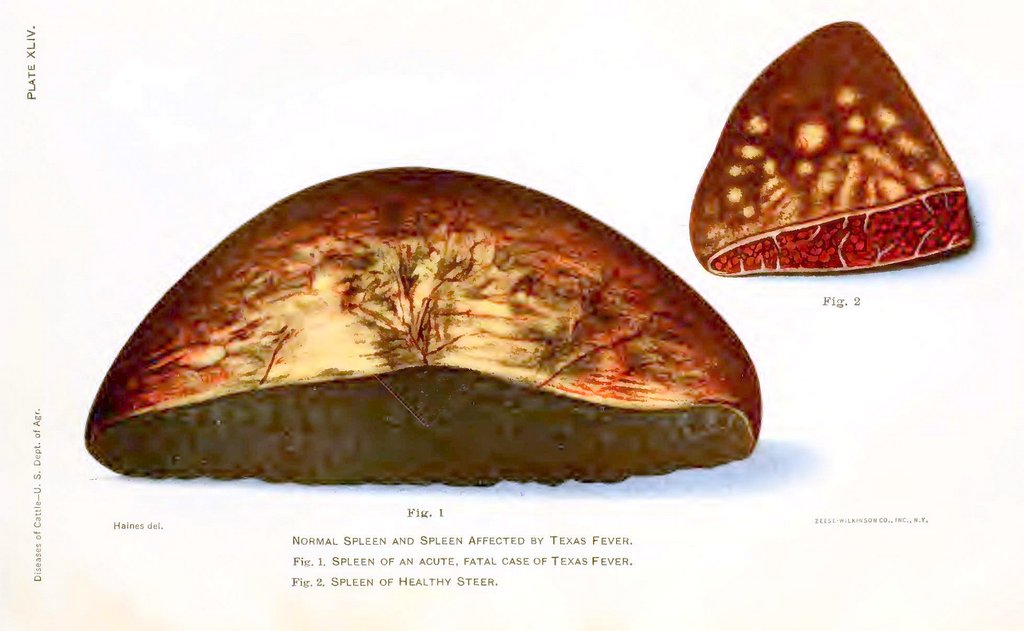 PLATE XLIV.
Diseases of Cattle—U. S. Dept. of Agr.
Fig. 2
Fig. 1
Haines del.
ZEESE-WILKINSON CO., INC., N.Y.
NORMAL SPLEEN AND SPLEEN AFFECTED BY TEXAS FEVER.
Fig. 1. SPLEEN OF AN ACUTE, FATAL CASE OF TEXAS FEVER.
Fig. 2. SPLEEN OF HEALTHY STEER.